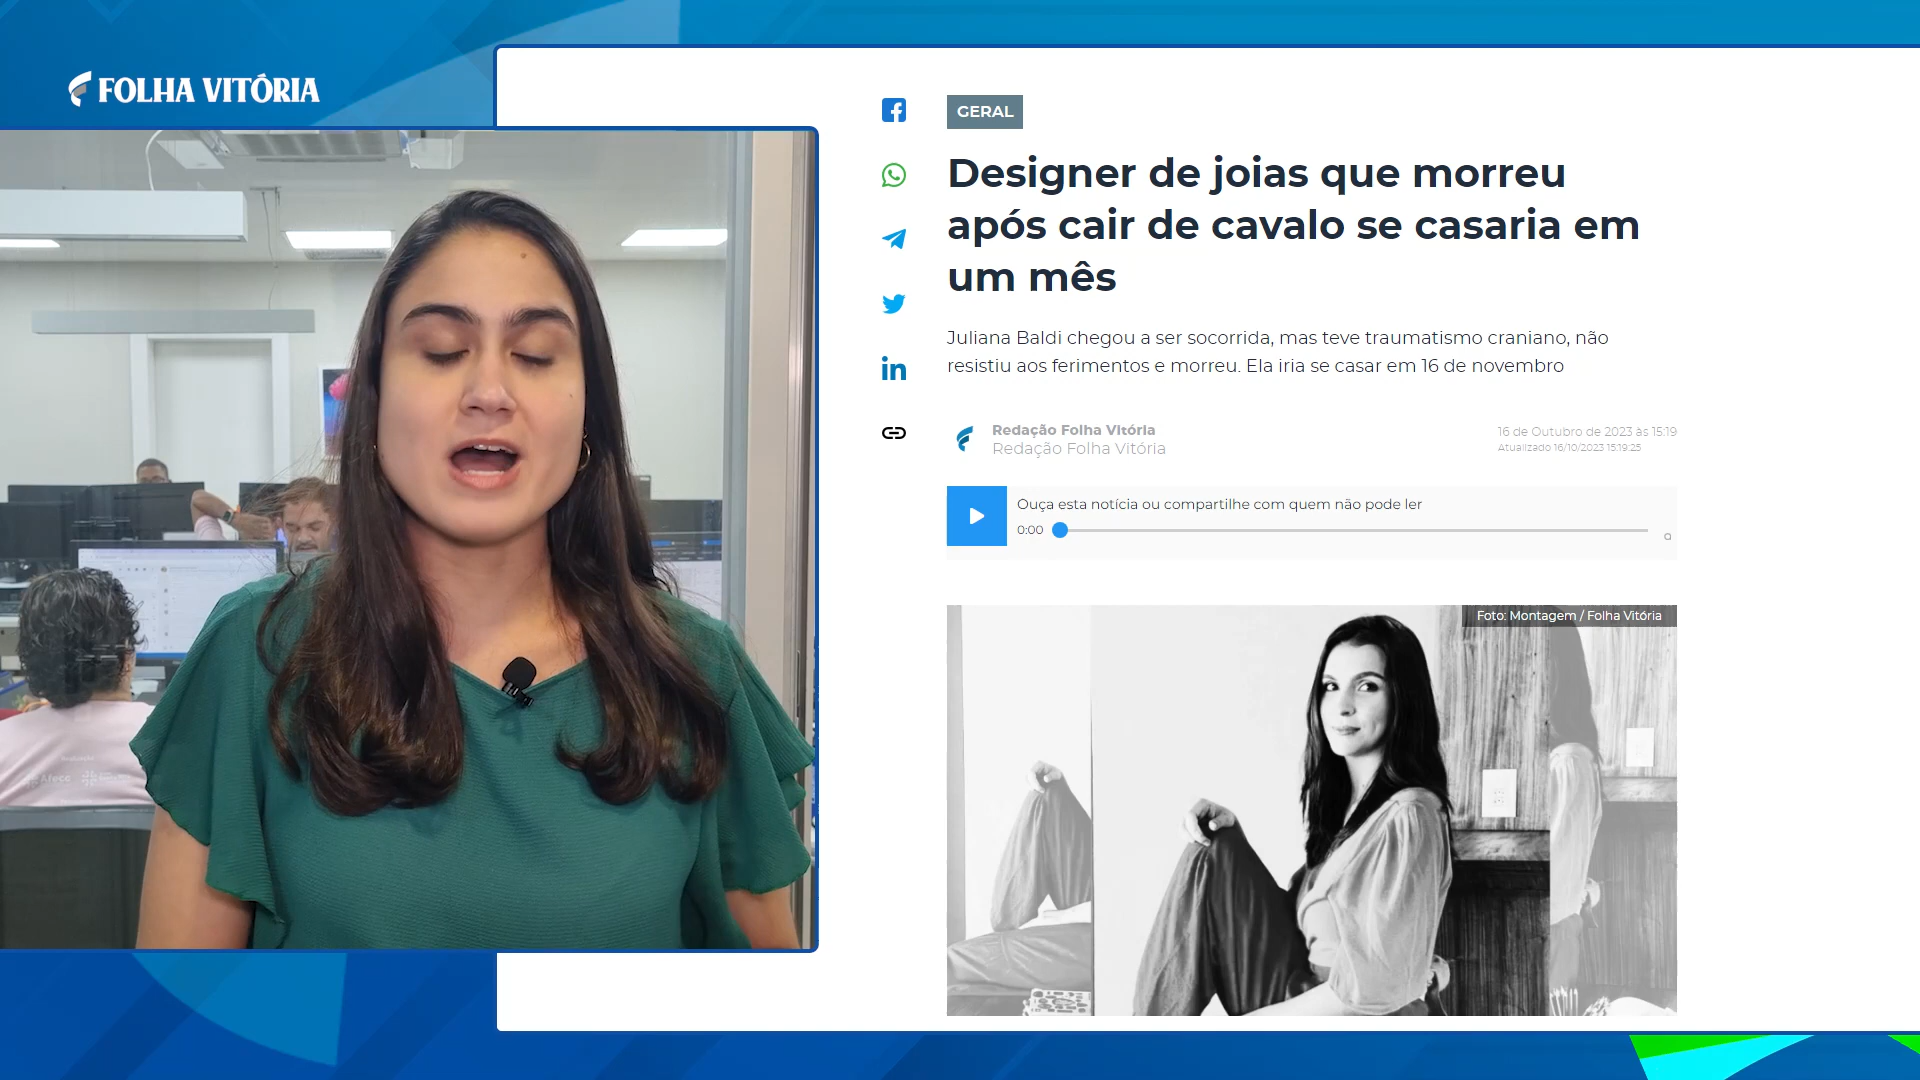 FOLHA VITÓRIA
GERAL
Designer de joias que morreu
após cair de cavalo se casaria em
um mês
Juliana Baldi chegou a ser socorrida, mas teve traumatismo craniano, não
resistiu aos ferimentos e morreu. Ela iria se casar em 16 de novembro
Redação Folha Vitória
Redação Folha Vitória
16 de Outubro de 2023 às 15:19
Atualizado 16/10/2023 15:19:25
Ouça esta notícia ou compartilhe com quem não pode ler
0:00
a
Foto: Montagem / Folha Vitória
Afeco